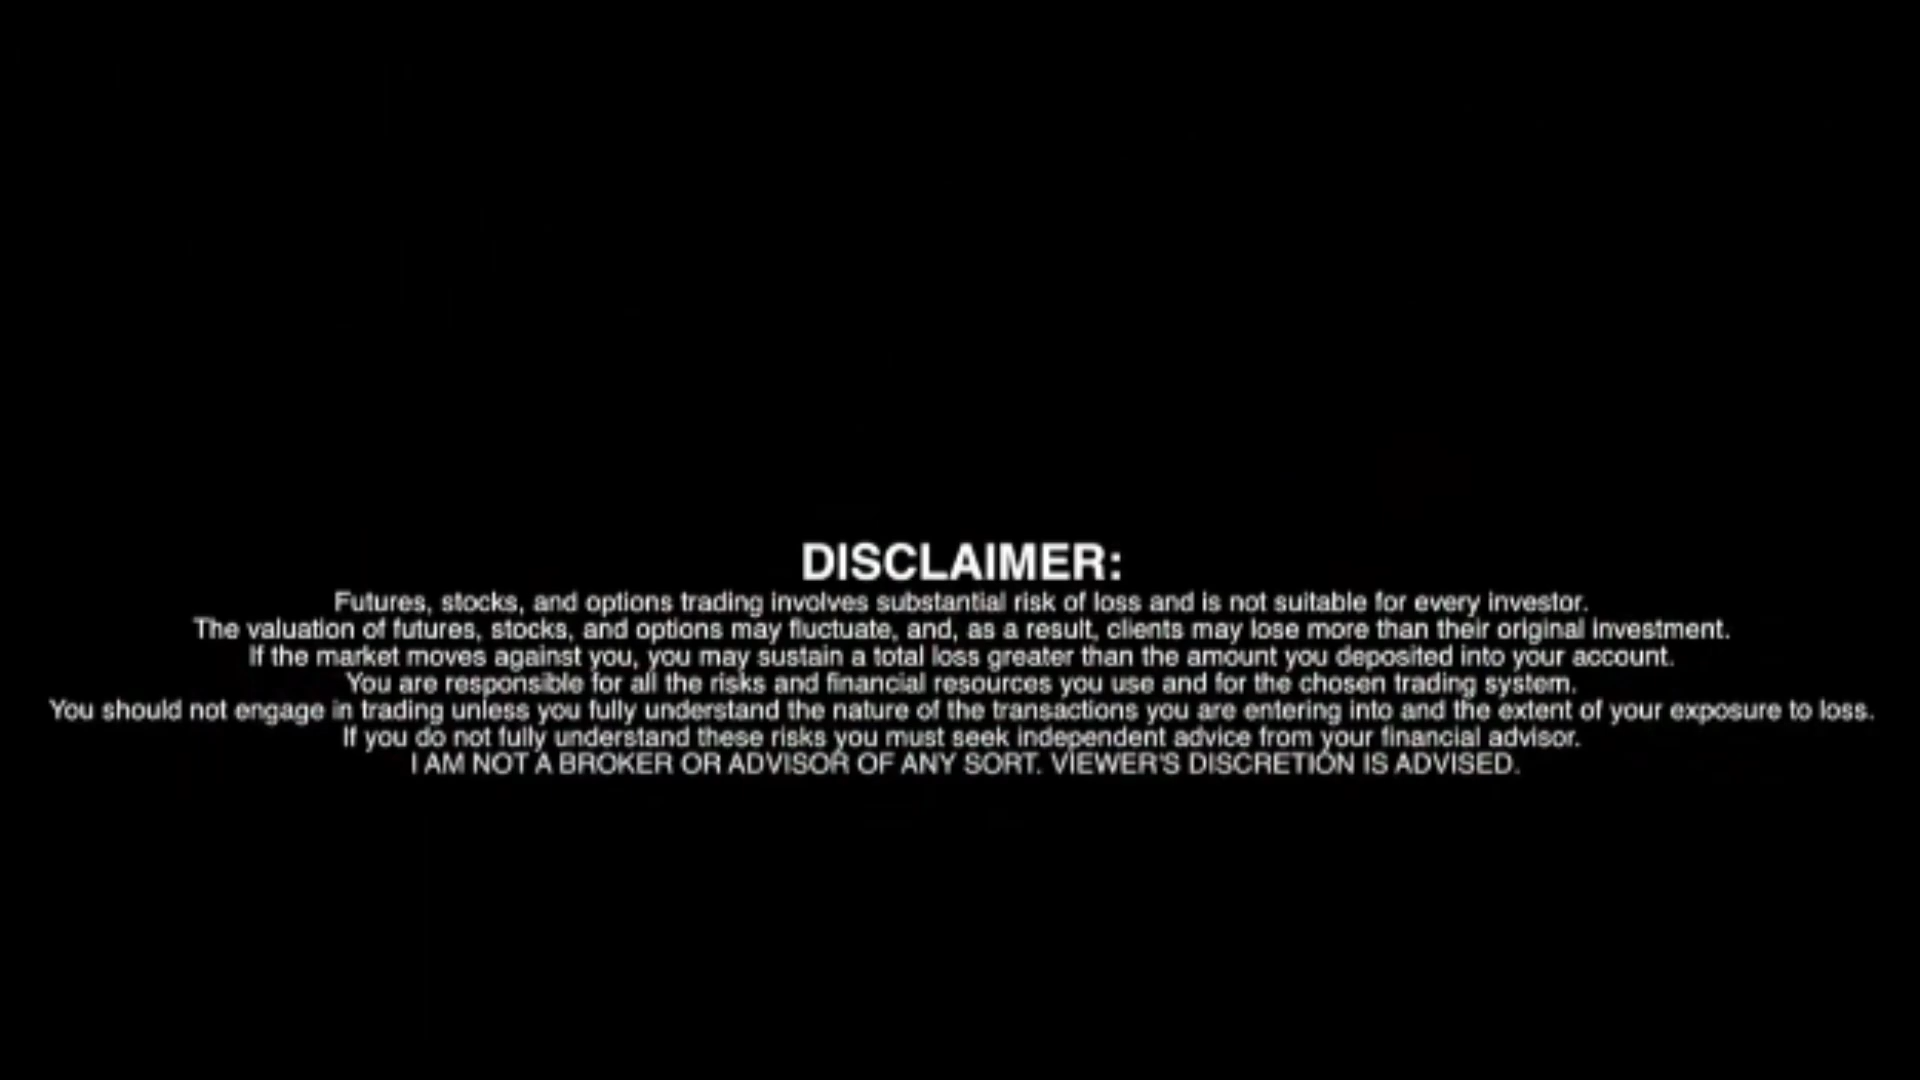 DISCLAIMER:
Futures, stocks, and options trading involves substantial risk of loss and is not suitable for every investor.
The valuation of futures, stocks, and options may fluctuate, and, as a result, clients may lose more than their original investment.
If the market moves against you, you may sustain a total loss greater than the amount you deposited into your account.
You are responsible for all the risks and financial resources you use and for the chosen trading system.
You should not engage in trading unless you fully understand the nature of the transactions you are entering into and the extent of your exposure to loss.
If you do not fully understand these risks you must seek independent advice from your financial advisor.
I AM NOT A BROKER OR ADVISOR OF ANY SORT. VIEWER'S DISCRETION IS ADVISED.